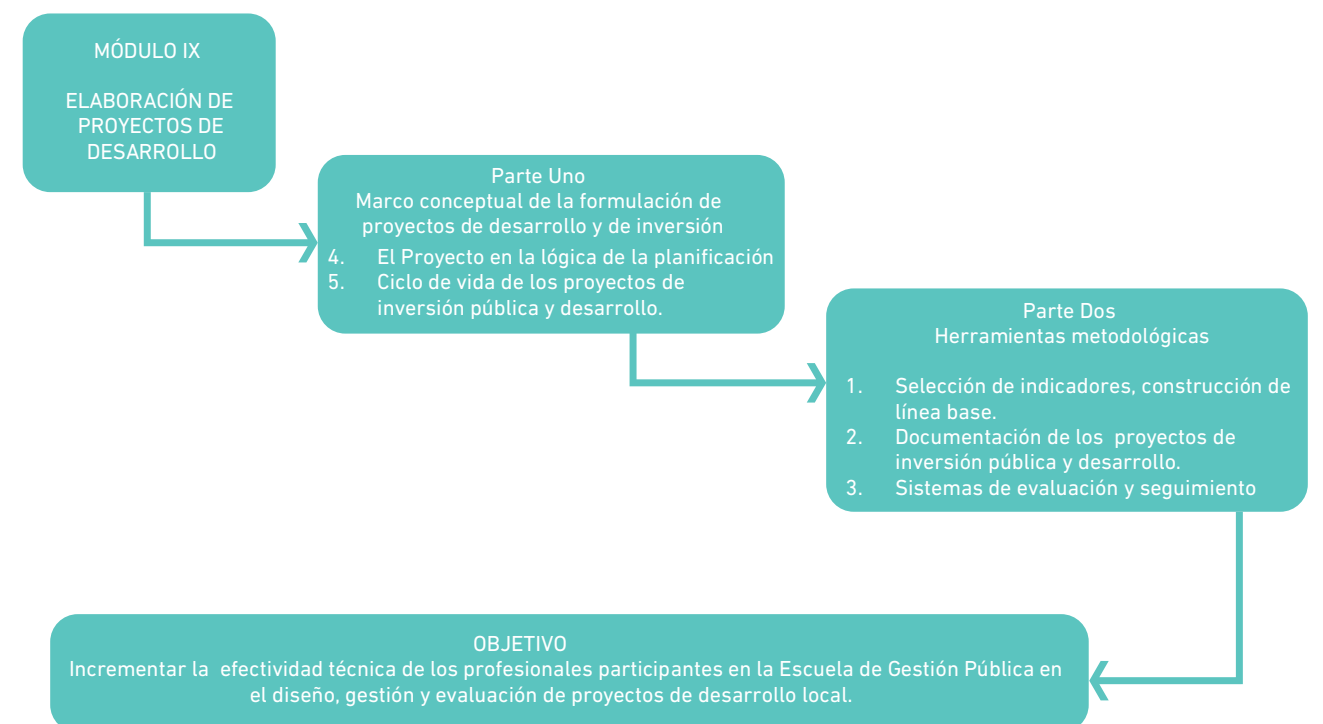 MÓDULO IX
ELABORACIÓN DE
PROYECTOS DE
DESARROLLO
Parte Uno
Marco conceptual de la formulación de
proyectos de desarrollo y de inversión
4. El Proyecto en la lógica de la planificación
5. Ciclo de vida de los proyectos de
inversión pública y desarrollo.
Parte Dos
Herramientas metodológicas
1. Selección de indicadores, construcción de
línea base.
2. Documentación de los proyectos de
inversión pública y desarrollo.
3. Sistemas de evaluación y seguimiento
OBJETIVO
Incrementar la efectividad técnica de los profesionales participantes en la Escuela de Gestión Pública en
el diseño, gestión y evaluación de proyectos de desarrollo local.